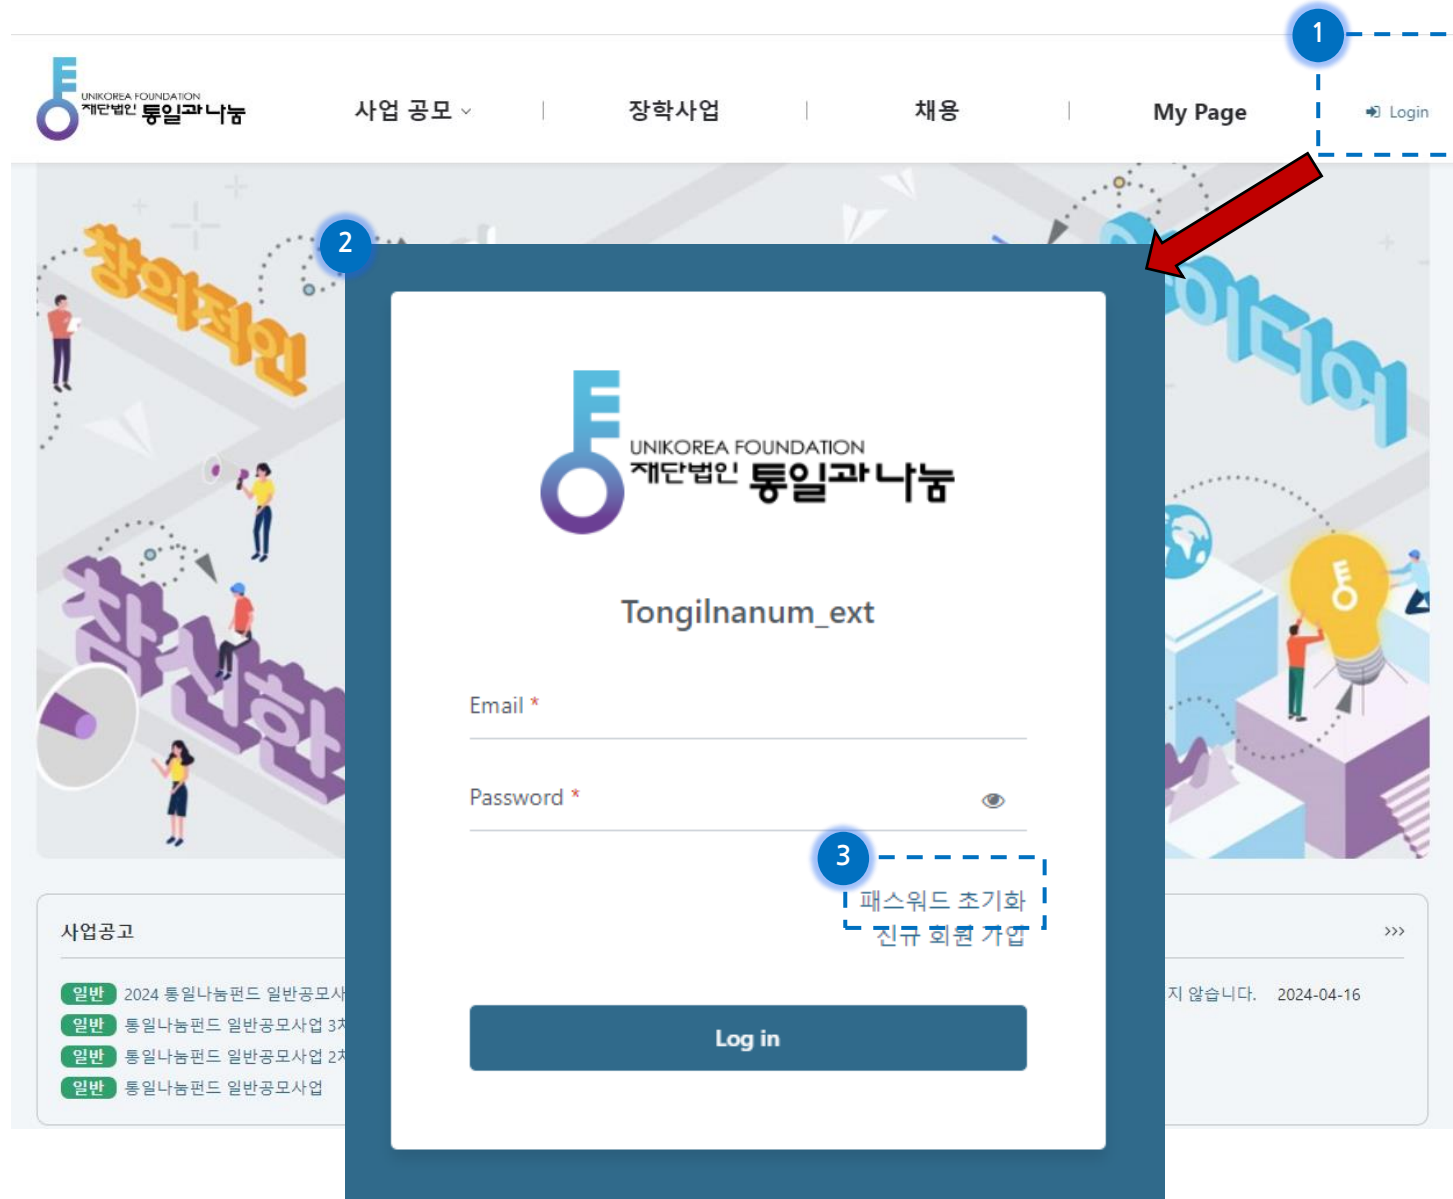 1
UNIKOREA FOUNDATION
재단법인 통일과나눔
사업 공모
장학사업
채용
My Page
Login
창의적인
아이디어
참신한
2
UNIKOREA FOUNDATION
재단법인 통일과나눔
Tongilnanum_ext
Email *
Password *
3
패스워드 초기화
신규 회원 가입
Log in
사업공고
>>>
일반 2024 통일나눔펀드 일반공모사
일반 통일나눔펀드 일반공모사업 3차
일반 통일나눔펀드 일반공모사업 2차
일반 통일나눔펀드 일반공모사업
지 않습니다. 2024-04-16